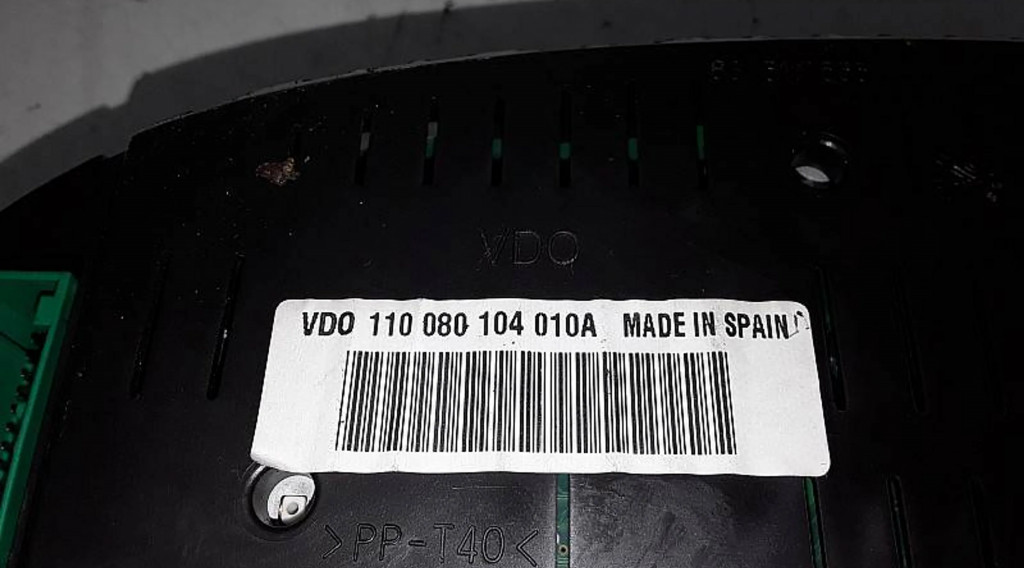 VDO
VDO 110 080 104 010A MADE IN SPAIN
>PP-T40<